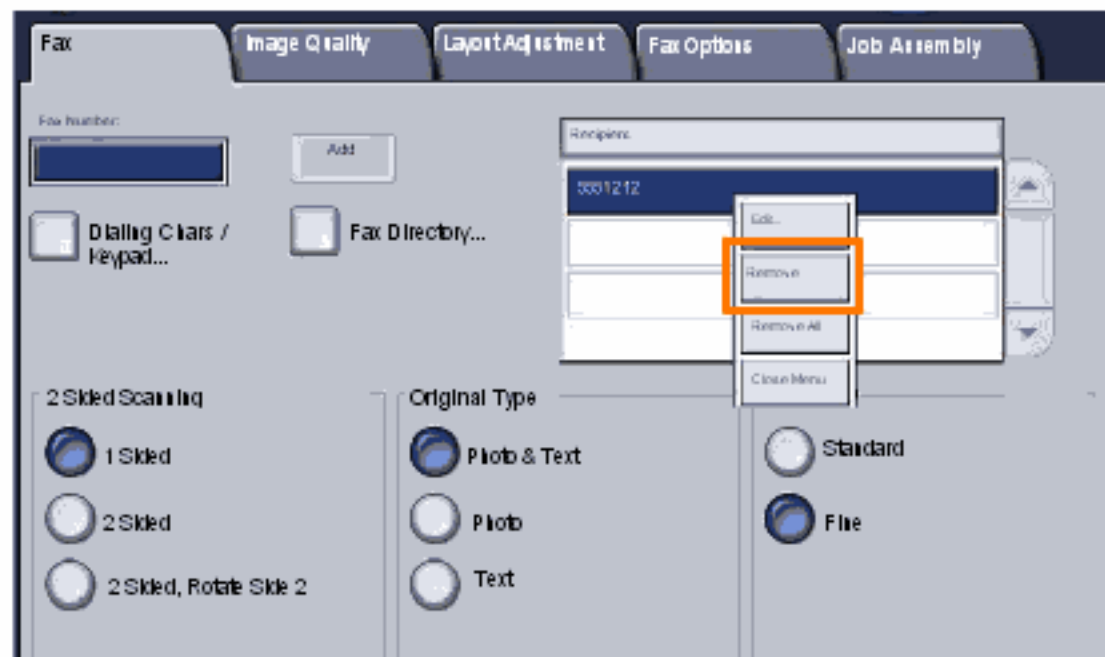 Fax
Image Quality
Layout Adjustment
Fax Options
Job Assembly
Fax Number:
Add
Recipient
5551212
Dialing Chars /
Keypad...
Fax Directory...
Edit...
Remove
Remove All
Close Menu
2 Sided Scanning
Original Type
1 Sided
Photo & Text
Standard
2 Sided
Photo
Fine
2 Sided, Rotate Side 2
Text